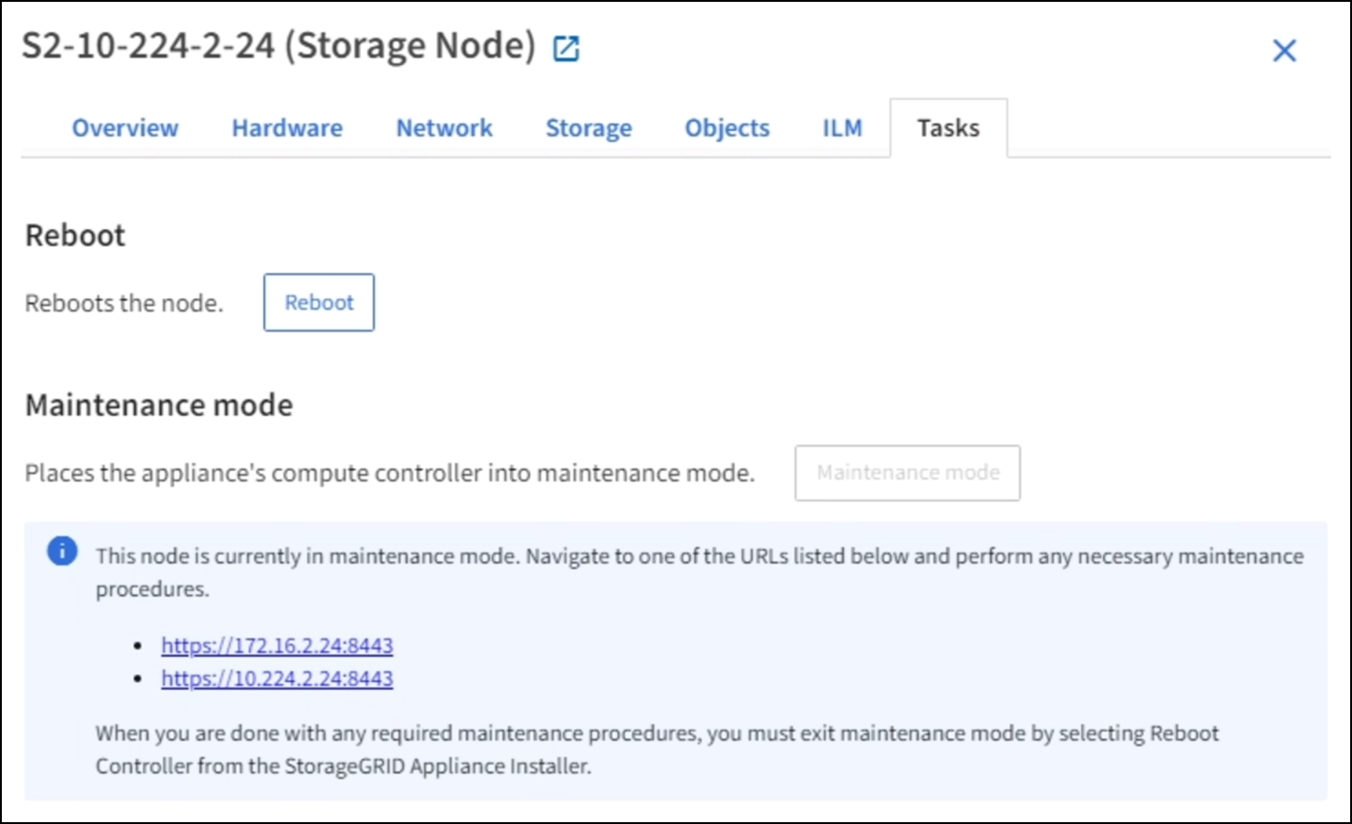 S2-10-224-2-24 (Storage Node)
Overview Hardware Network Storage Objects ILM Tasks
Reboot
Reboots the node. Reboot
Maintenance mode
Places the appliance's compute controller into maintenance mode. Maintenance mode
This node is currently in maintenance mode. Navigate to one of the URLs listed below and perform any necessary maintenance
procedures.
• https://172.16.2.24:8443
• https://10.224.2.24:8443
When you are done with any required maintenance procedures, you must exit maintenance mode by selecting Reboot
Controller from the StorageGRID Appliance Installer.